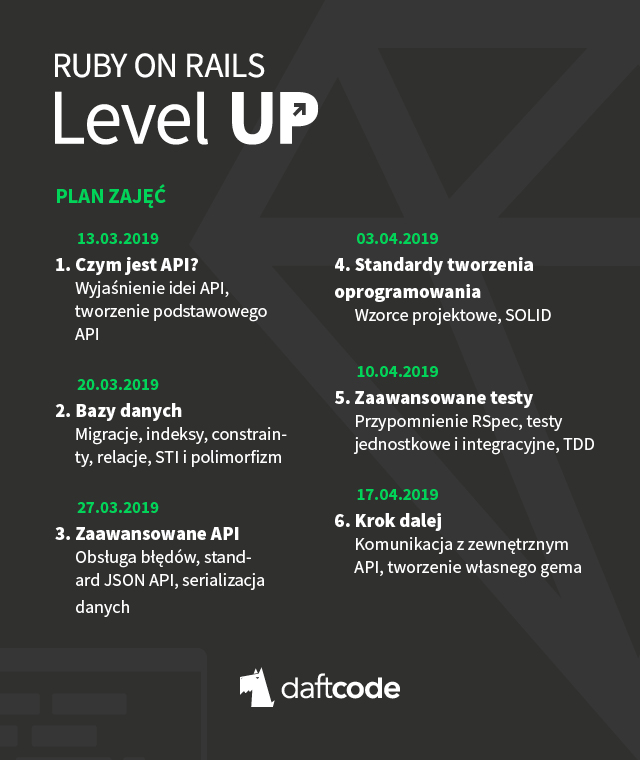 RUBY ON RAILS
Level UP
PLAN ZAJĘĆ
13.03.2019
1. Czym jest API?
Wyjaśnienie idei API,
tworzenie podstawowego
API
20.03.2019
2. Bazy danych
Migracje, indeksy, constrain-
ty, relacje, STI i polimorfizm
27.03.2019
3. Zaawansowane API
Obsługa błędów, stand-
ard JSON API, serializacja
danych
03.04.2019
4. Standardy tworzenia
oprogramowania
Wzorce projektowe, SOLID
10.04.2019
5. Zaawansowane testy
Przypomnienie RSpec, testy
jednostkowe i integracyjne, TDD
17.04.2019
6. Krok dalej
Komunikacja z zewnętrznym
API, tworzenie własnego gema
daftcode